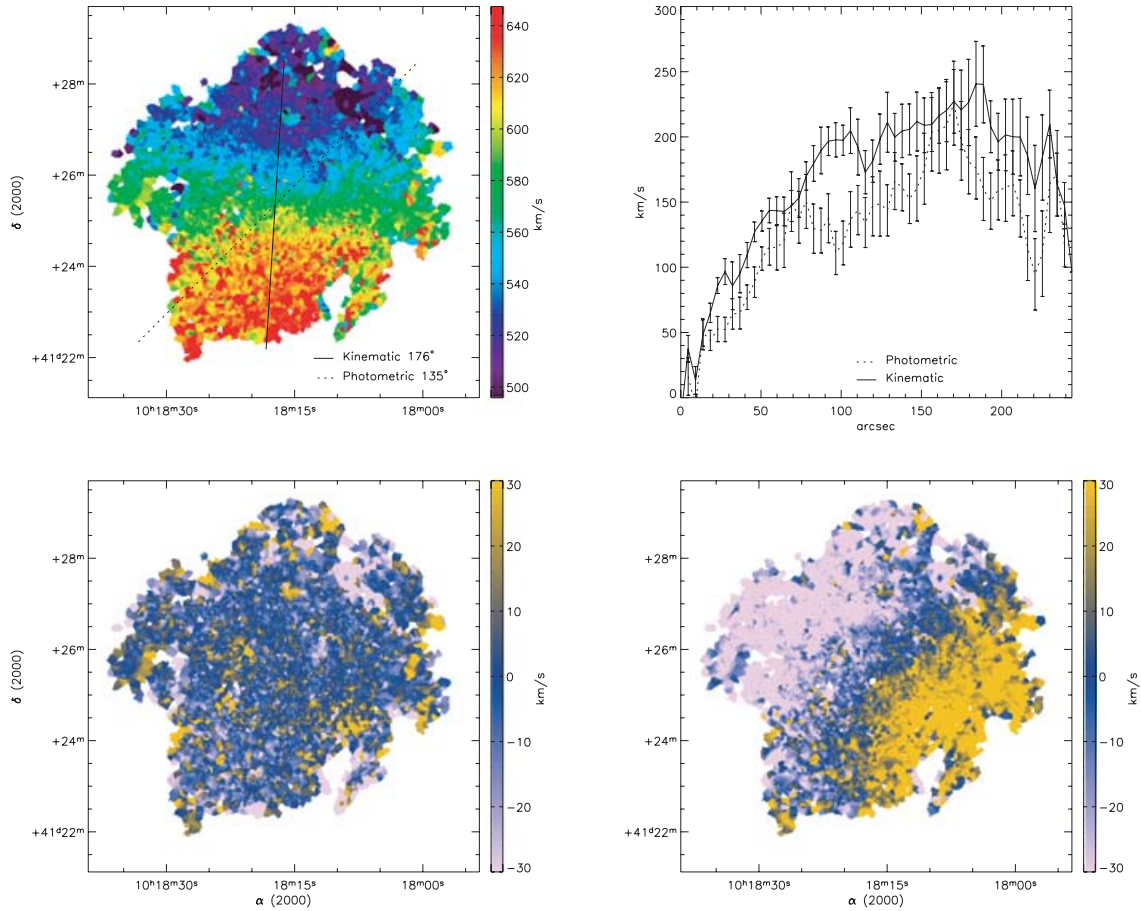 +28ᵐ
+26ᵐ
+24ᵐ
+41ᵈ22ᵐ
δ (2000)
10ʰ18ᵐ30ˢ
18ᵐ15ˢ
18ᵐ00ˢ
Kinematic 176°
Photometric 135°
640
620
600
580
560
540
520
500
km/s
300
250
200
150
100
50
0
km/s
0
50
100
150
200
arcsec
Photometric
Kinematic
+28ᵐ
+26ᵐ
+24ᵐ
+41ᵈ22ᵐ
δ (2000)
10ʰ18ᵐ30ˢ
18ᵐ15ˢ
18ᵐ00ˢ
α (2000)
30
20
10
0
−10
−20
−30
km/s
+28ᵐ
+26ᵐ
+24ᵐ
+41ᵈ22ᵐ
10ʰ18ᵐ30ˢ
18ᵐ15ˢ
18ᵐ00ˢ
α (2000)
30
20
10
0
−10
−20
−30
km/s